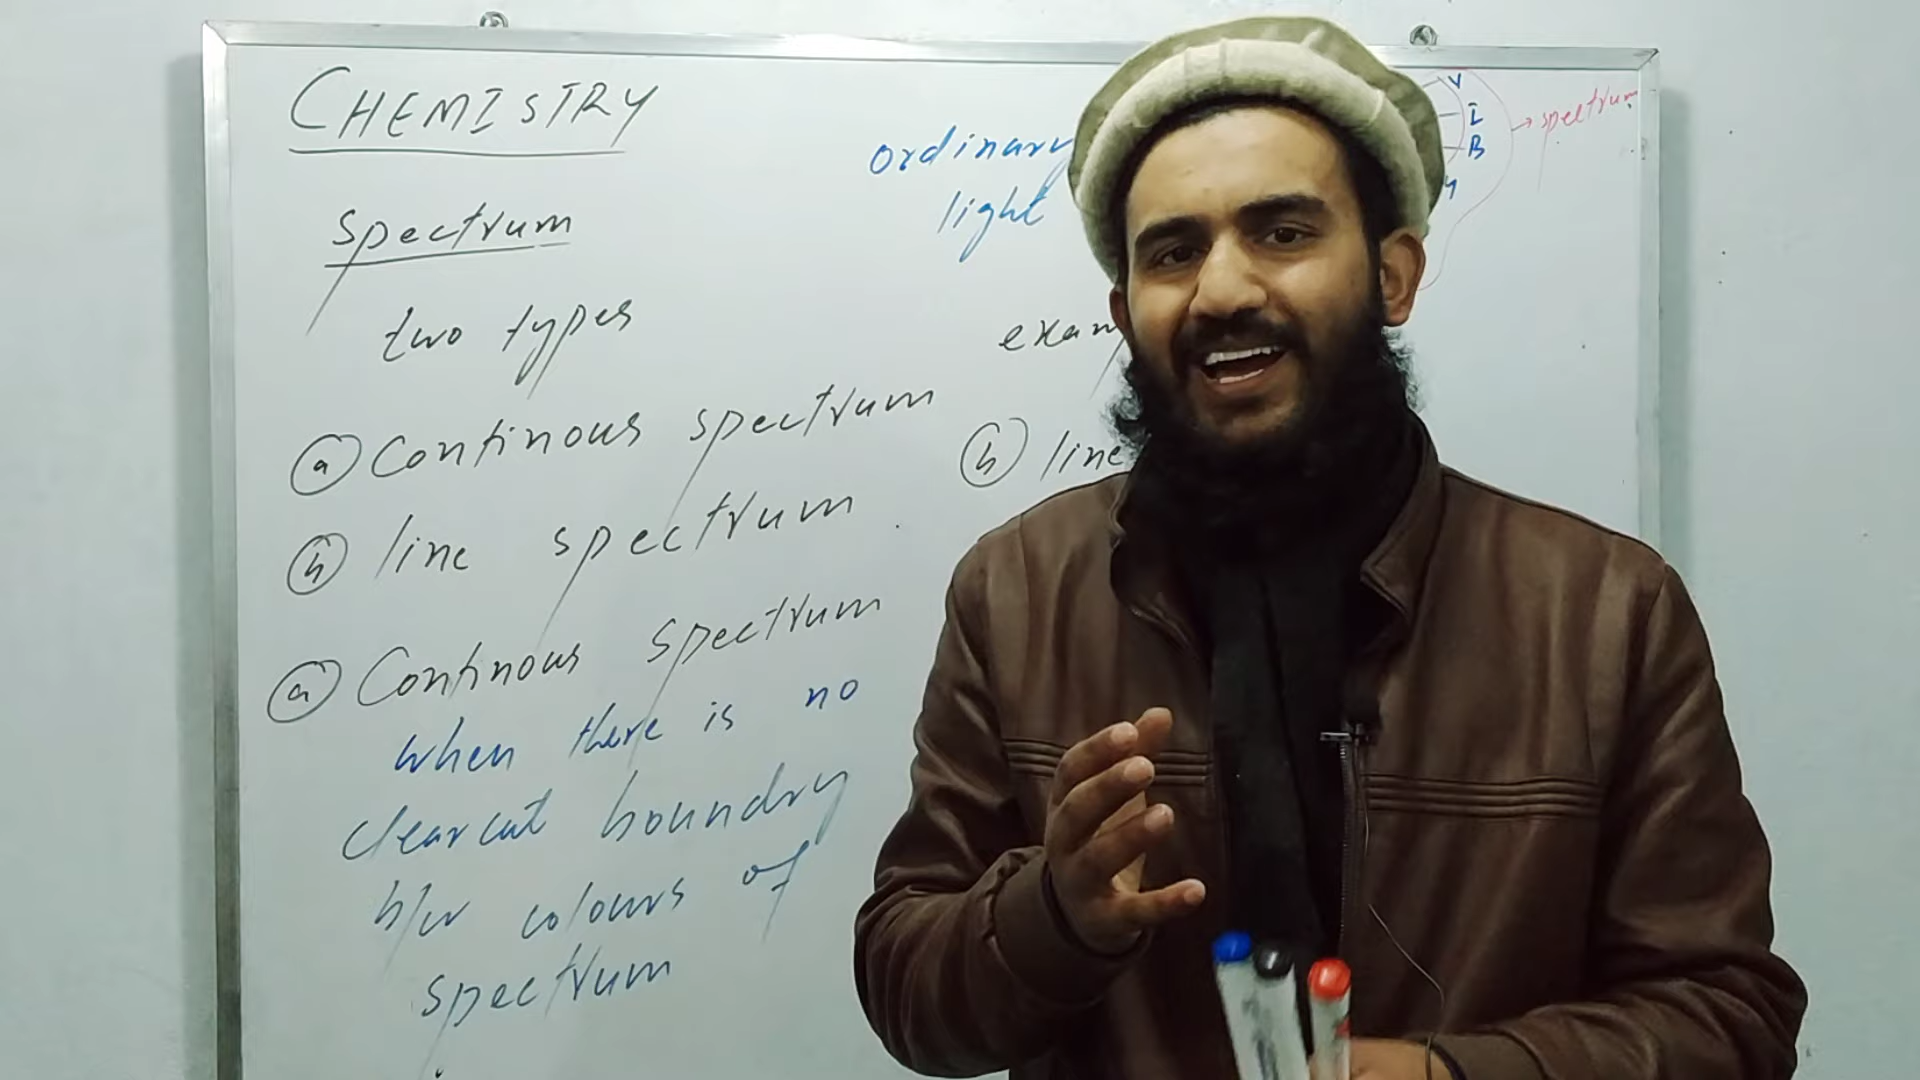 CHEMISTRY
spectrum
two types
(a) Continous spectrum
(b) line spectrum
(a) Continous spectrum
when there is no
clearcut boundry
b/w colours of
spectrum
ordinary
light
V
I
B
→ spectrum
exam
(b) line